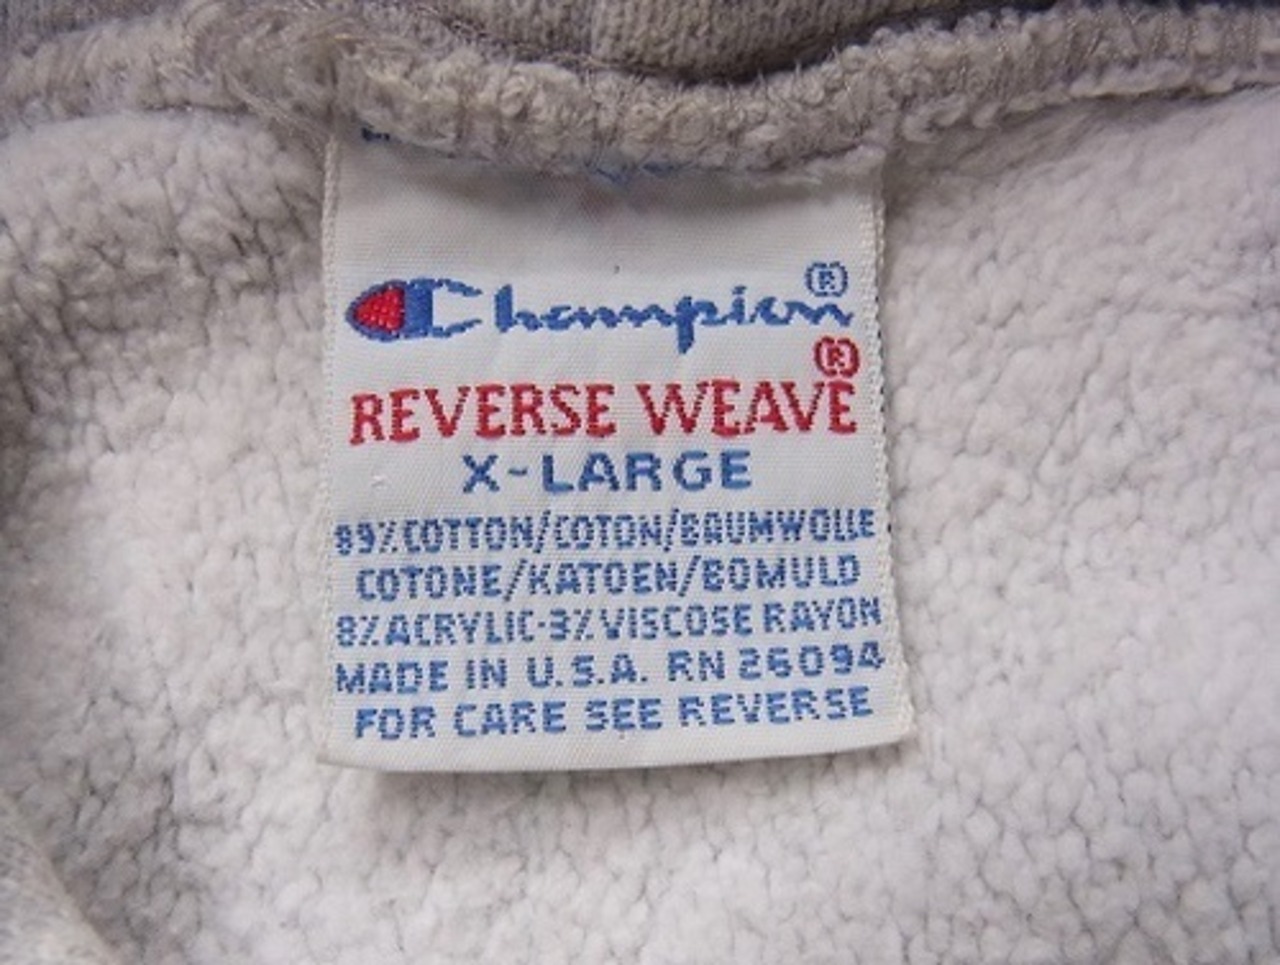 Champion®
REVERSE WEAVE®
X-LARGE
89% COTTON/COTON/BAUMWOLLE
COTONE/KATOEN/BOMULD
8% ACRYLIC-3% VISCOSE RAYON
MADE IN U.S.A. RN 26094
FOR CARE SEE REVERSE